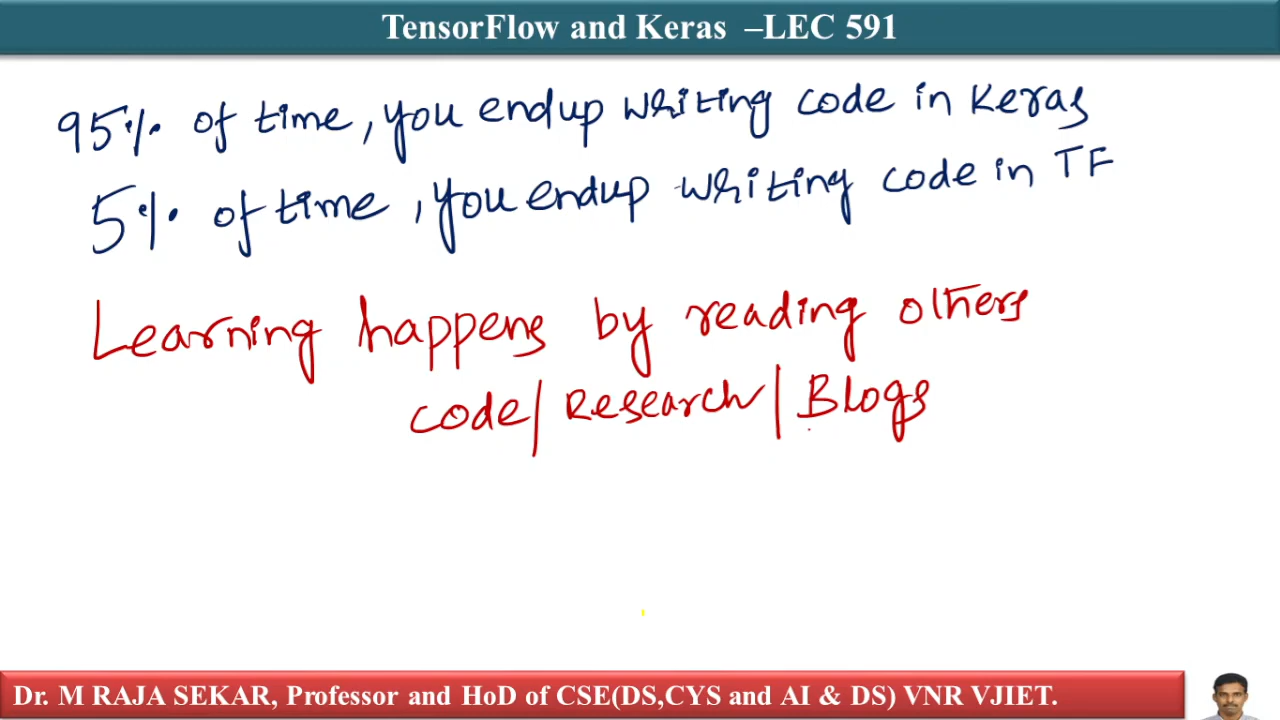 TensorFlow and Keras –LEC 591
95% of time, you endup writing code in Keras
5% of time, you endup writing code in TF
Learning happens by reading others
code/ Research/ Blogs
Dr. M RAJA SEKAR, Professor and HoD of CSE(DS,CYS and AI & DS) VNR VJIET.